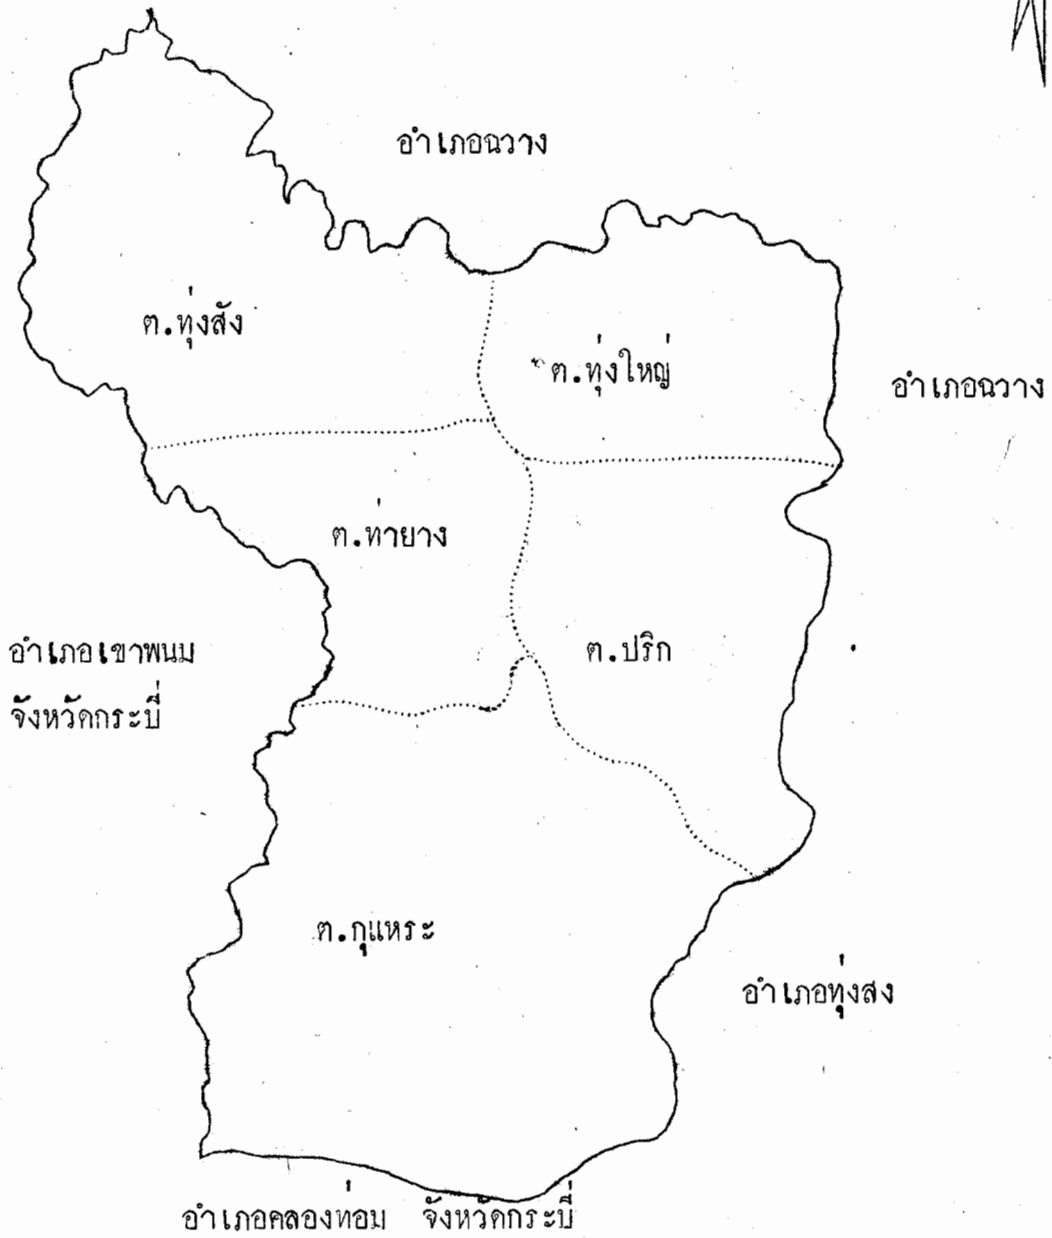 อำเภอฉวาง
ต.ทุ่งสัง
ต.ทุ่งใหญ่
อำเภอฉวาง
ต.ท่ายาง
อำเภอเขาพนม
จังหวัดกระบี่
ต.ปริก
ต.กุแหระ
อำเภอทุ่งสง
อำเภอคลองท่อม จังหวัดกระบี่